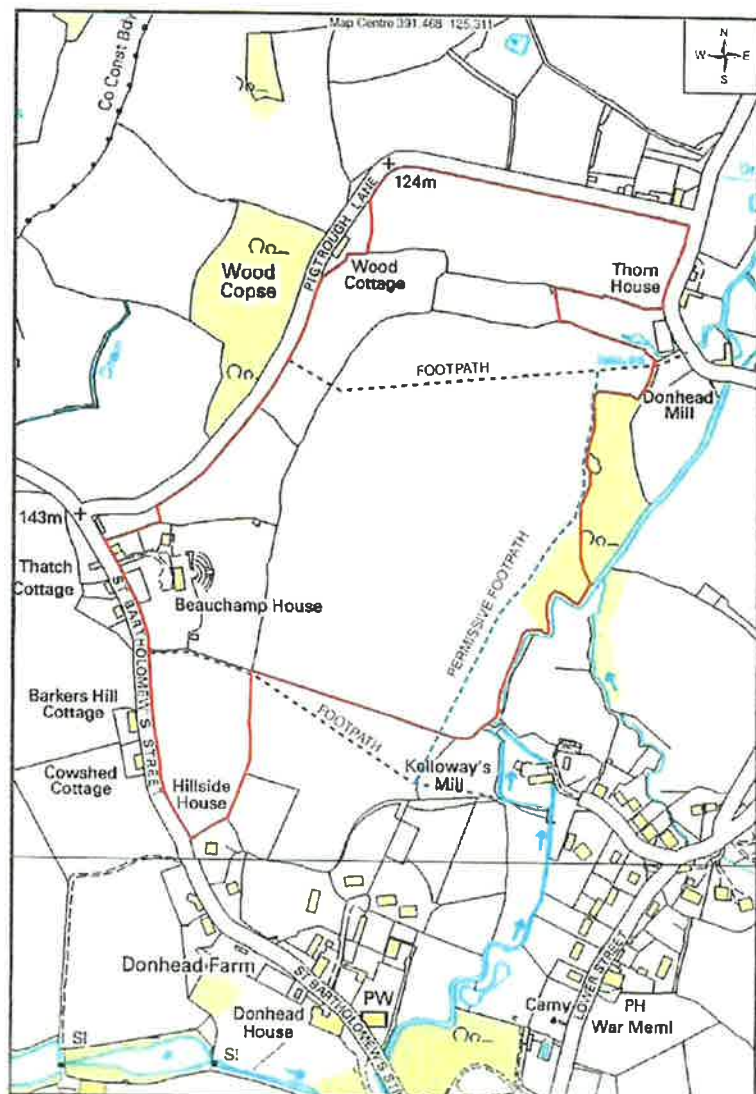 Map Centre 391,468 125,311
N
W E
S
Co Const Bdy
124m
PIGTROUGH LANE
Wood
Copse
Wood
Cottage
Thorn
House
FOOTPATH
Donhead
Mill
143m
Thatch
Cottage
Beauchamp House
ST BARTHOLOMEW'S STREET
PERMISSIVE FOOTPATH
Barkers Hill
Cottage
FOOTPATH
Cowshed
Cottage
Hillside
House
Kelloway's
Mill
Donhead Farm
ST BARTHOLOMEW'S ST
PW
Donhead
House
LOWER STREET
PH
War Meml
Sl
Sl